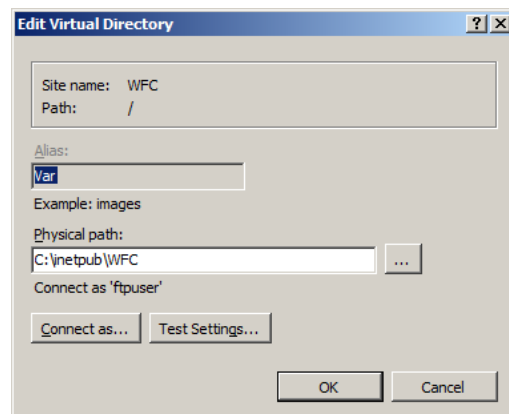 Edit Virtual Directory
Site name: WFC
Path: /
Alias:
Var
Example: images
Physical path:
C:\inetpub\WFC
...
Connect as 'ftpuser'
Connect as... Test Settings...
OK Cancel